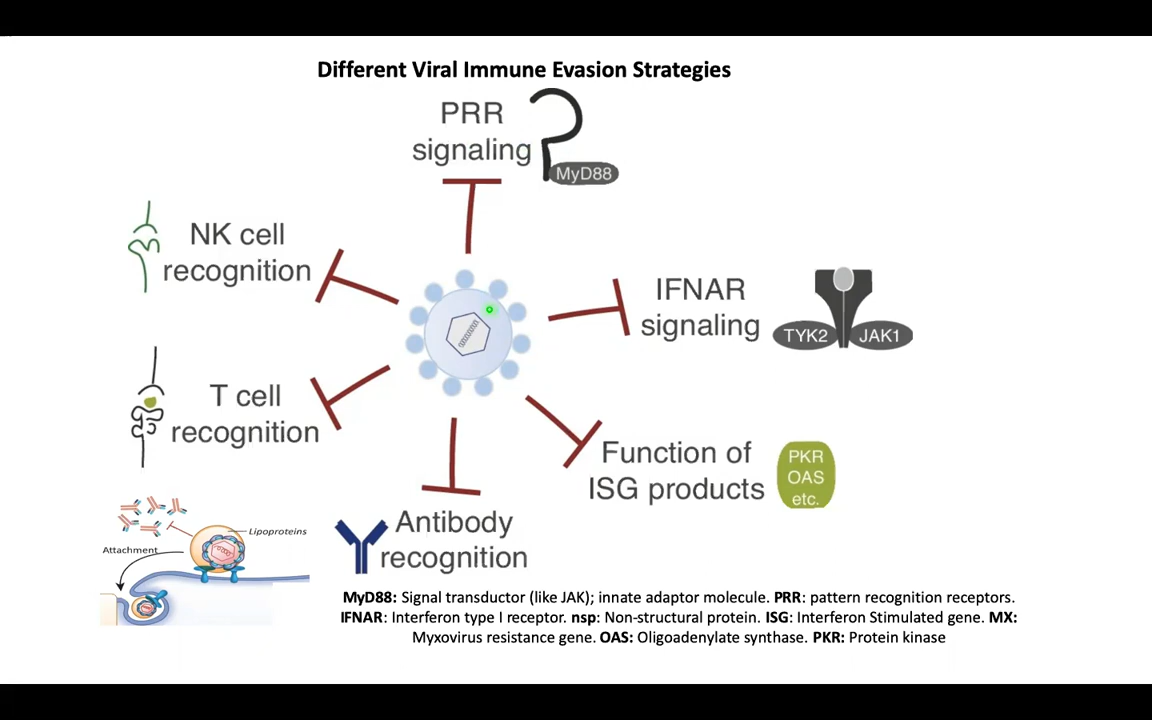 Different Viral Immune Evasion Strategies
PRR
signaling
MyD88
NK cell
recognition
IFNAR
signaling
TYK2
JAK1
T cell
recognition
Function of
ISG products
PKR
OAS
etc.
Antibody
recognition
Lipoproteins
Attachment
MyD88: Signal transductor (like JAK); innate adaptor molecule. PRR: pattern recognition receptors.
IFNAR: Interferon type I receptor. nsp: Non-structural protein. ISG: Interferon Stimulated gene. MX:
Myxovirus resistance gene. OAS: Oligoadenylate synthase. PKR: Protein kinase